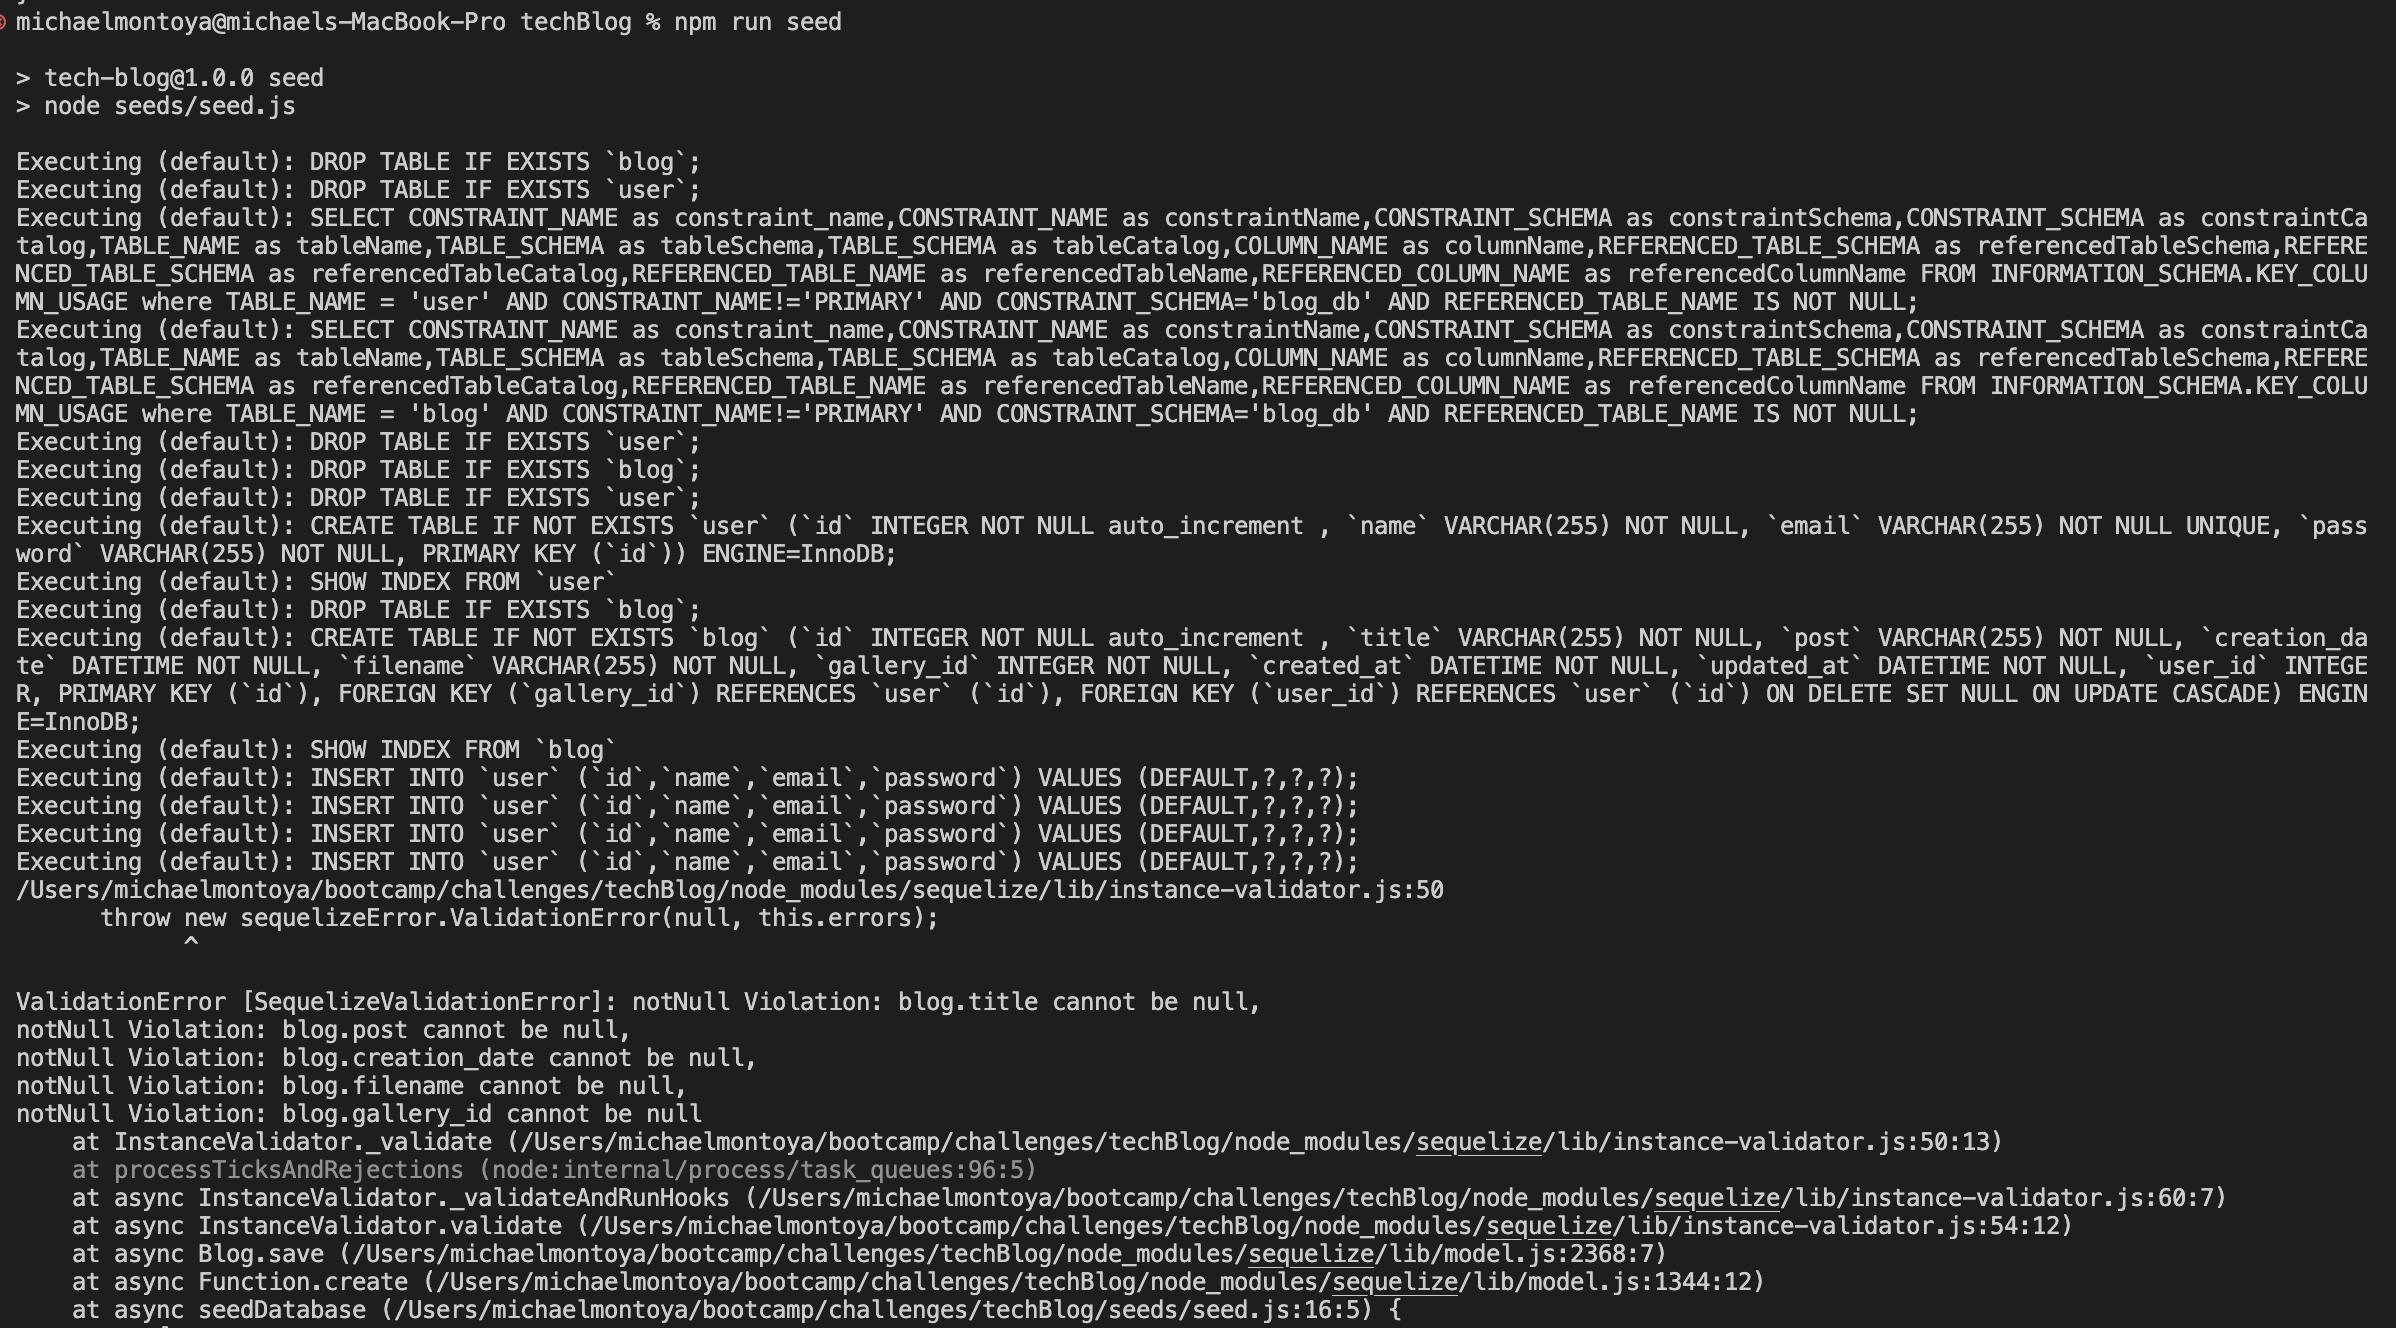 michaelmontoya@michaels-MacBook-Pro techBlog % npm run seed
> tech-blog@1.0.0 seed
> node seeds/seed.js
Executing (default): DROP TABLE IF EXISTS `blog`;
Executing (default): DROP TABLE IF EXISTS `user`;
Executing (default): SELECT CONSTRAINT_NAME as constraint_name,CONSTRAINT_NAME as constraintName,CONSTRAINT_SCHEMA as constraintSchema,CONSTRAINT_SCHEMA as constraintCa
talog,TABLE_NAME as tableName,TABLE_SCHEMA as tableSchema,TABLE_SCHEMA as tableCatalog,COLUMN_NAME as columnName,REFERENCED_TABLE_SCHEMA as referencedTableSchema,REFERE
NCED_TABLE_SCHEMA as referencedTableCatalog,REFERENCED_TABLE_NAME as referencedTableName,REFERENCED_COLUMN_NAME as referencedColumnName FROM INFORMATION_SCHEMA.KEY_COLU
MN_USAGE where TABLE_NAME = 'user' AND CONSTRAINT_NAME!='PRIMARY' AND CONSTRAINT_SCHEMA='blog_db' AND REFERENCED_TABLE_NAME IS NOT NULL;
Executing (default): SELECT CONSTRAINT_NAME as constraint_name,CONSTRAINT_NAME as constraintName,CONSTRAINT_SCHEMA as constraintSchema,CONSTRAINT_SCHEMA as constraintCa
talog,TABLE_NAME as tableName,TABLE_SCHEMA as tableSchema,TABLE_SCHEMA as tableCatalog,COLUMN_NAME as columnName,REFERENCED_TABLE_SCHEMA as referencedTableSchema,REFERE
NCED_TABLE_SCHEMA as referencedTableCatalog,REFERENCED_TABLE_NAME as referencedTableName,REFERENCED_COLUMN_NAME as referencedColumnName FROM INFORMATION_SCHEMA.KEY_COLU
MN_USAGE where TABLE_NAME = 'blog' AND CONSTRAINT_NAME!='PRIMARY' AND CONSTRAINT_SCHEMA='blog_db' AND REFERENCED_TABLE_NAME IS NOT NULL;
Executing (default): DROP TABLE IF EXISTS `user`;
Executing (default): DROP TABLE IF EXISTS `blog`;
Executing (default): DROP TABLE IF EXISTS `user`;
Executing (default): CREATE TABLE IF NOT EXISTS `user` (`id` INTEGER NOT NULL auto_increment , `name` VARCHAR(255) NOT NULL, `email` VARCHAR(255) NOT NULL UNIQUE, `pass
word` VARCHAR(255) NOT NULL, PRIMARY KEY (`id`)) ENGINE=InnoDB;
Executing (default): SHOW INDEX FROM `user`
Executing (default): DROP TABLE IF EXISTS `blog`;
Executing (default): CREATE TABLE IF NOT EXISTS `blog` (`id` INTEGER NOT NULL auto_increment , `title` VARCHAR(255) NOT NULL, `post` VARCHAR(255) NOT NULL, `creation_da
te` DATETIME NOT NULL, `filename` VARCHAR(255) NOT NULL, `gallery_id` INTEGER NOT NULL, `created_at` DATETIME NOT NULL, `updated_at` DATETIME NOT NULL, `user_id` INTEGE
R, PRIMARY KEY (`id`), FOREIGN KEY (`gallery_id`) REFERENCES `user` (`id`), FOREIGN KEY (`user_id`) REFERENCES `user` (`id`) ON DELETE SET NULL ON UPDATE CASCADE) ENGIN
E=InnoDB;
Executing (default): SHOW INDEX FROM `blog`
Executing (default): INSERT INTO `user` (`id`,`name`,`email`,`password`) VALUES (DEFAULT,?,?,?);
Executing (default): INSERT INTO `user` (`id`,`name`,`email`,`password`) VALUES (DEFAULT,?,?,?);
Executing (default): INSERT INTO `user` (`id`,`name`,`email`,`password`) VALUES (DEFAULT,?,?,?);
Executing (default): INSERT INTO `user` (`id`,`name`,`email`,`password`) VALUES (DEFAULT,?,?,?);
/Users/michaelmontoya/bootcamp/challenges/techBlog/node_modules/sequelize/lib/instance-validator.js:50
throw new sequelizeError.ValidationError(null, this.errors);
^
ValidationError [SequelizeValidationError]: notNull Violation: blog.title cannot be null,
notNull Violation: blog.post cannot be null,
notNull Violation: blog.creation_date cannot be null,
notNull Violation: blog.filename cannot be null,
notNull Violation: blog.gallery_id cannot be null
at InstanceValidator._validate (/Users/michaelmontoya/bootcamp/challenges/techBlog/node_modules/sequelize/lib/instance-validator.js:50:13)
at processTicksAndRejections (node:internal/process/task_queues:96:5)
at async InstanceValidator._validateAndRunHooks (/Users/michaelmontoya/bootcamp/challenges/techBlog/node_modules/sequelize/lib/instance-validator.js:60:7)
at async InstanceValidator.validate (/Users/michaelmontoya/bootcamp/challenges/techBlog/node_modules/sequelize/lib/instance-validator.js:54:12)
at async Blog.save (/Users/michaelmontoya/bootcamp/challenges/techBlog/node_modules/sequelize/lib/model.js:2368:7)
at async Function.create (/Users/michaelmontoya/bootcamp/challenges/techBlog/node_modules/sequelize/lib/model.js:1344:12)
at async seedDatabase (/Users/michaelmontoya/bootcamp/challenges/techBlog/seeds/seed.js:16:5) {